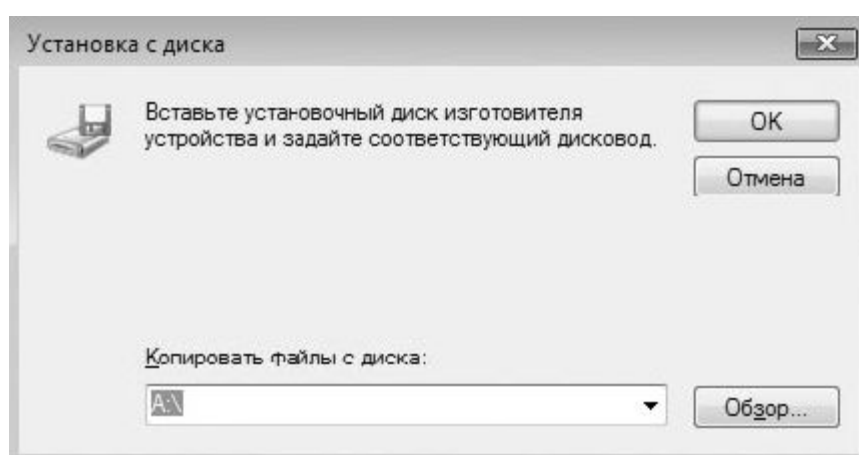 Установка с диска
Вставьте установочный диск изготовителя
устройства и задайте соответствующий дисковод.
OK
Отмена
Копировать файлы с диска:
A:\
Обзор...